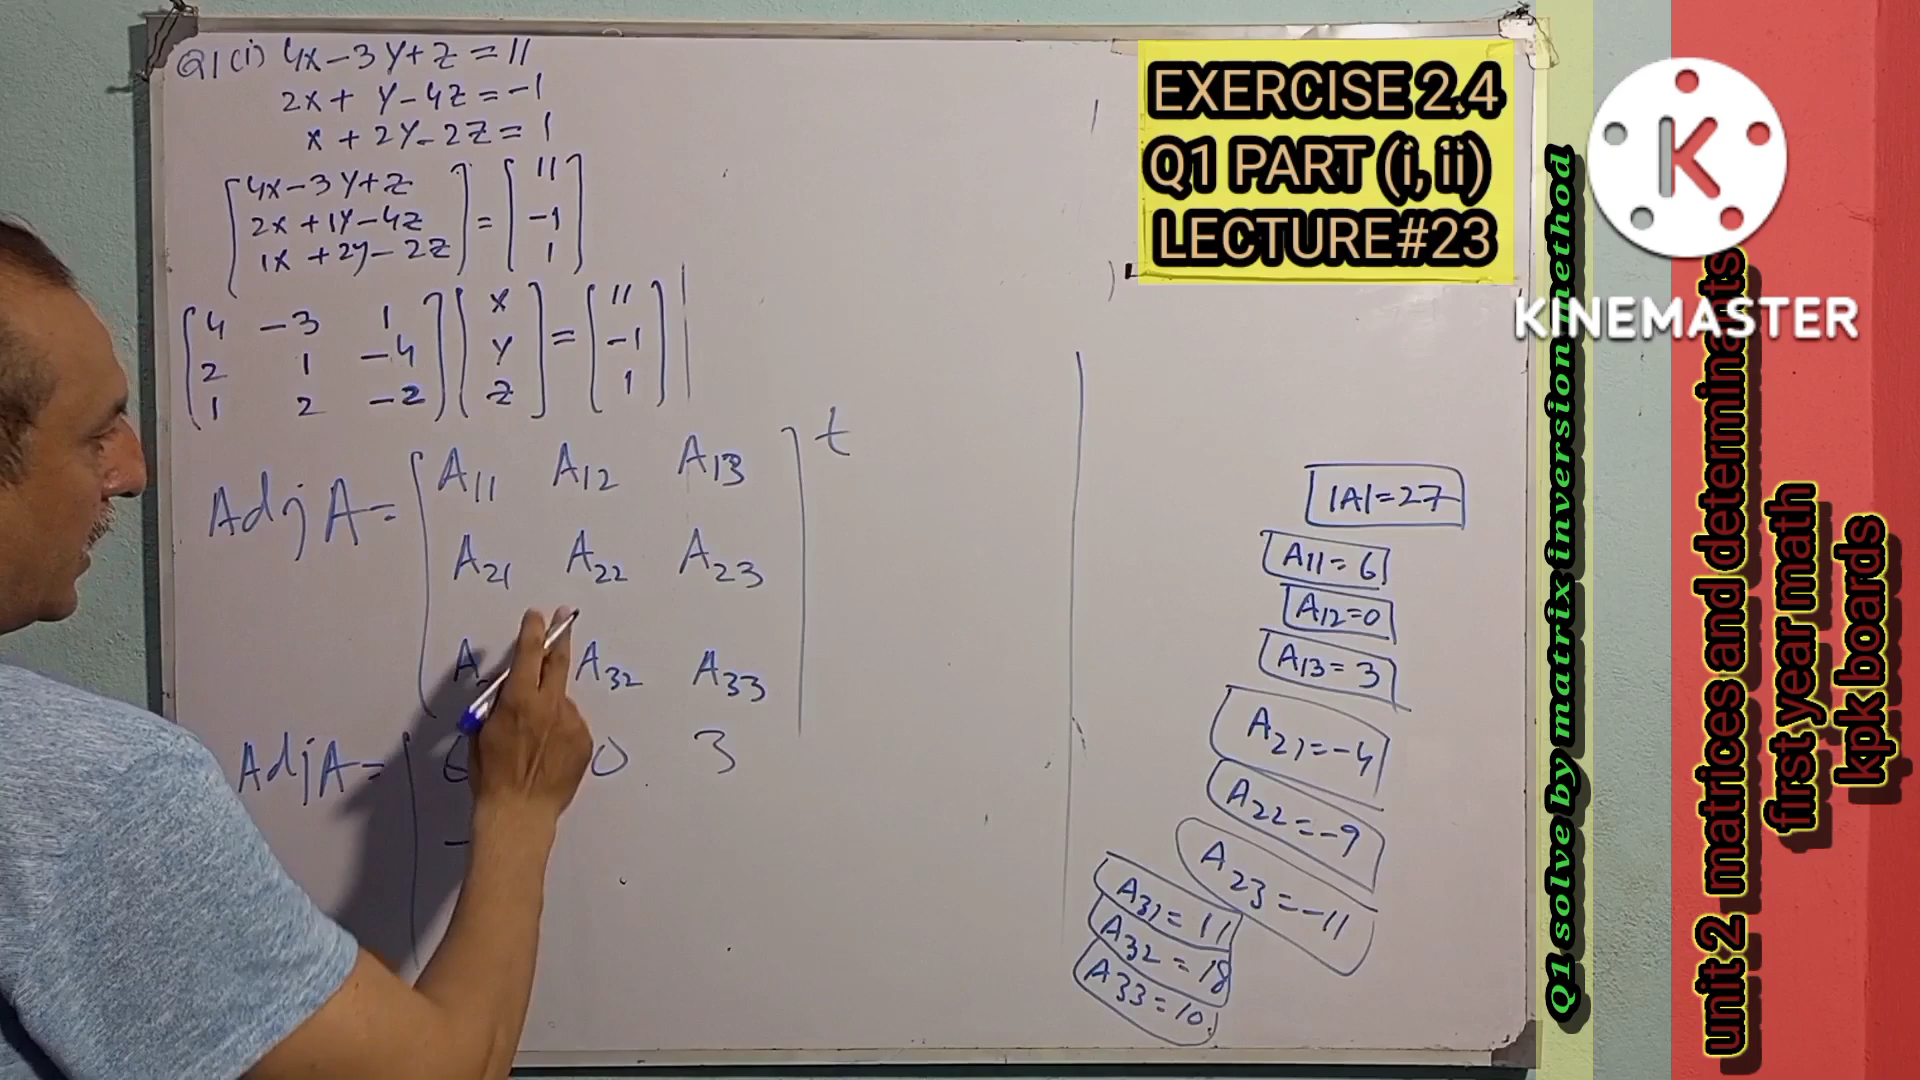 Q1(i) 4x-3y+z=11
2x+ y-4z=-1
x+2y-2z=1
4x-3y+z = 11
2x+1y-4z -1
1x+2y-2z 1
4 -3 1 x = 11
2 1 -4 y -1
1 2 -2 z 1
Adj A= A11 A12 A13 t
A21 A22 A23
A32 A33
AdjA= 6 0 3
-
EXERCISE 2.4
Q1 PART (i, ii)
LECTURE#23
|A|=27
A11=6
A12=0
A13=3
A21=-4
A22=-9
A23=-11
A31=11
A32=18
A33=10
KINEMASTER
Q1 solve by matrix inversion method
unit 2 matrices and determinants
first year math
kpk boards